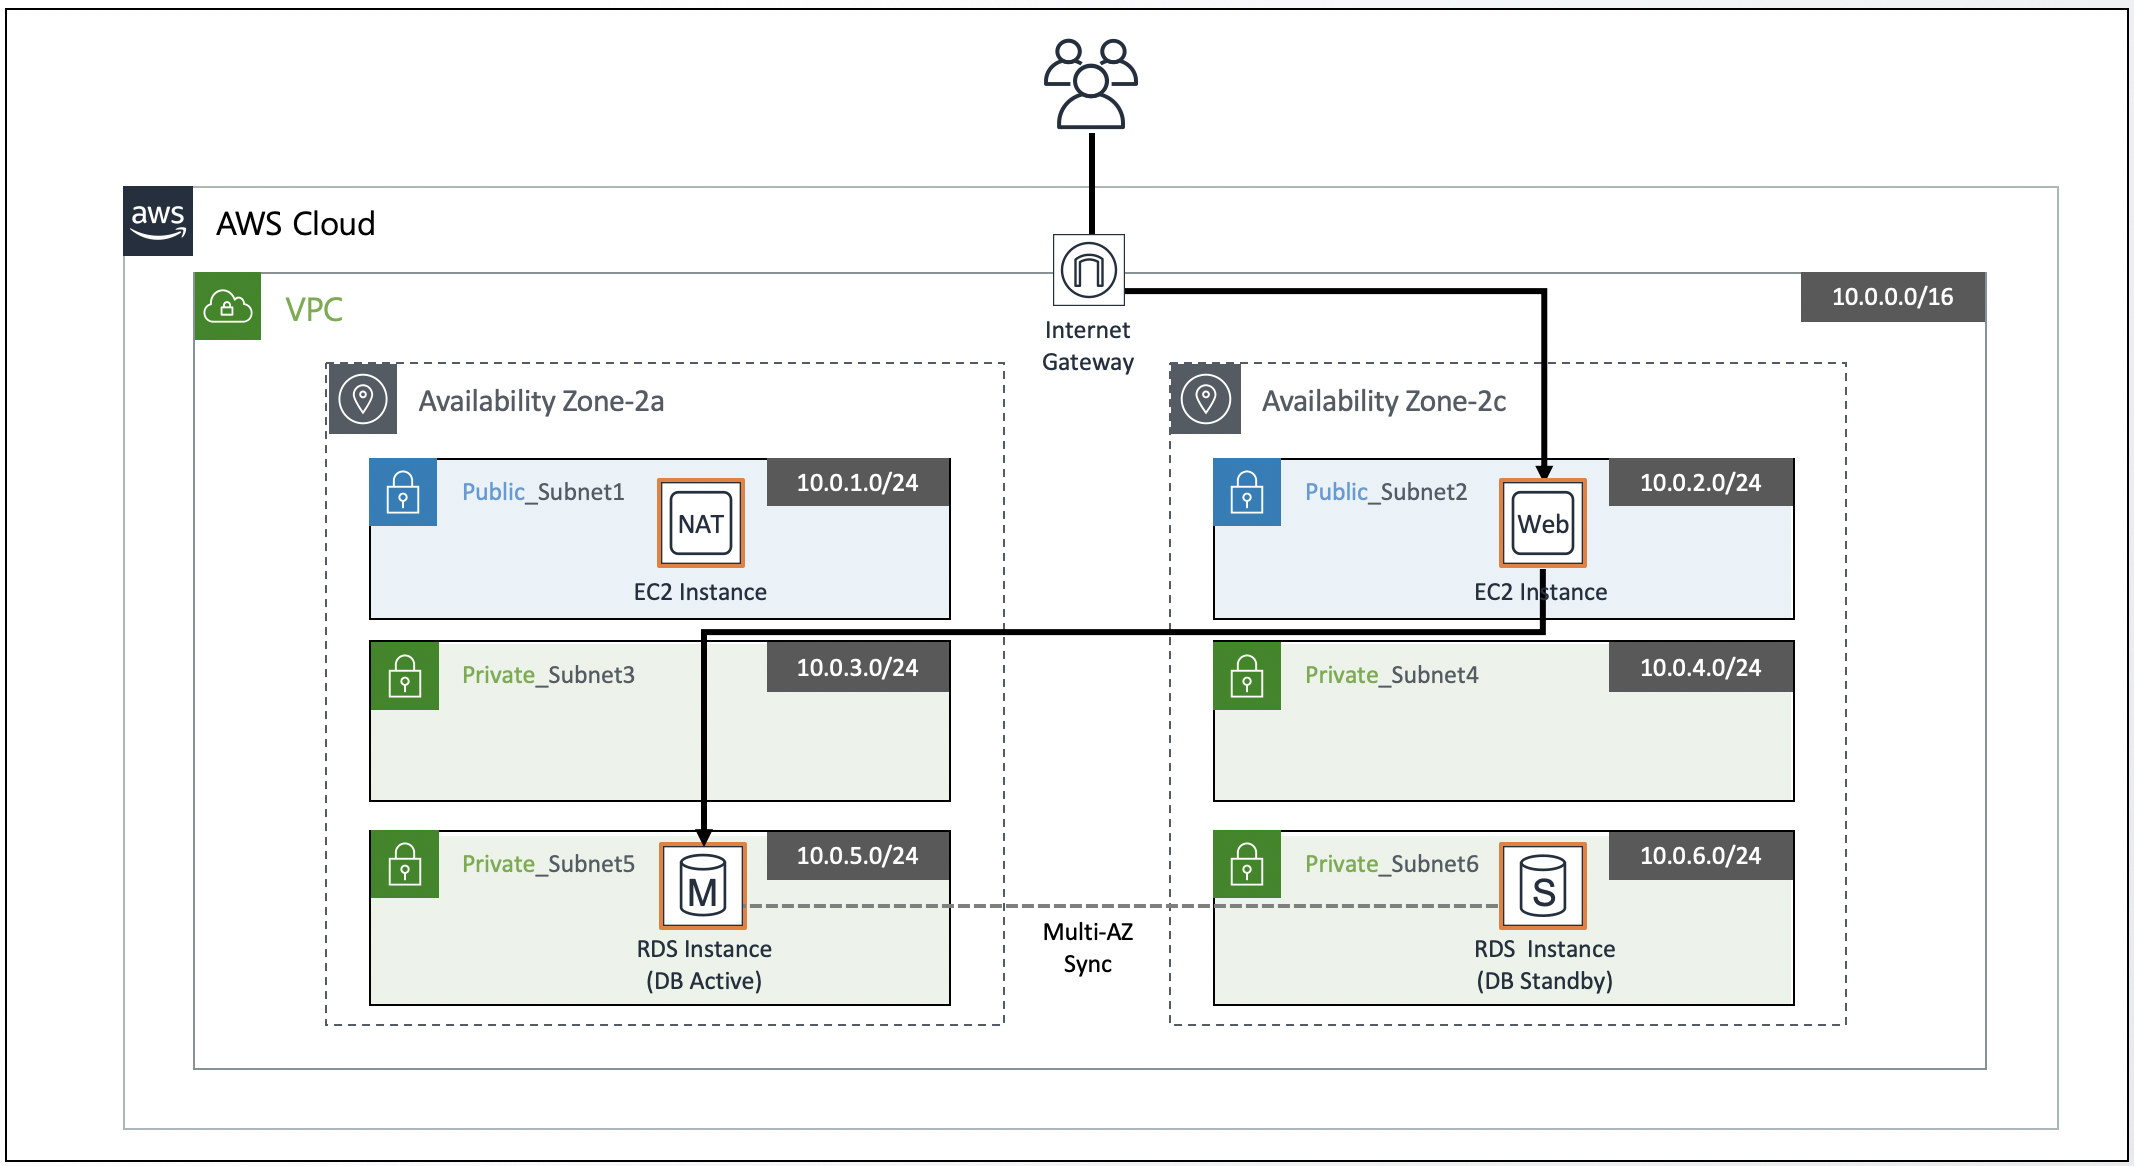 aws
AWS Cloud
VPC
10.0.0.0/16
Internet
Gateway
Availability Zone-2a
Availability Zone-2c
Public_Subnet1
NAT
10.0.1.0/24
EC2 Instance
Public_Subnet2
Web
10.0.2.0/24
EC2 Instance
Private_Subnet3
10.0.3.0/24
Private_Subnet4
10.0.4.0/24
Private_Subnet5
M
10.0.5.0/24
RDS Instance
(DB Active)
Multi-AZ
Sync
Private_Subnet6
S
10.0.6.0/24
RDS  Instance
(DB Standby)